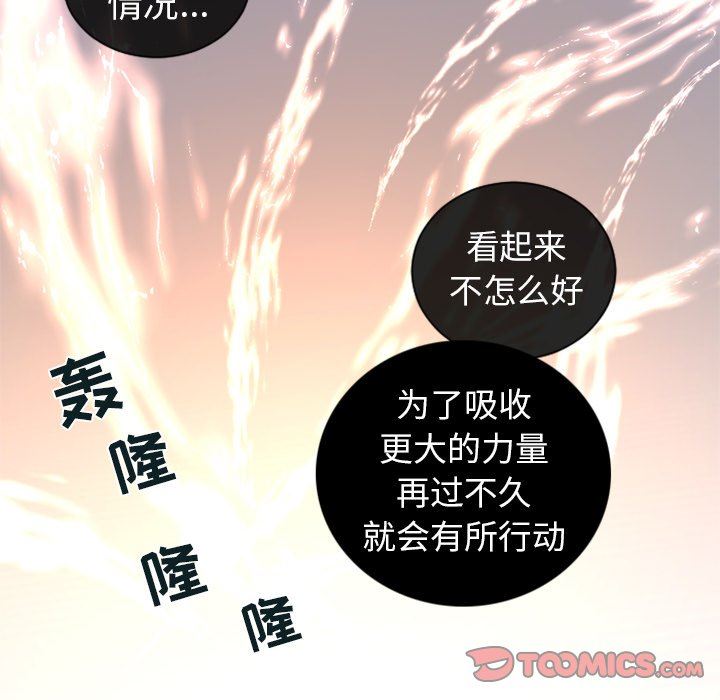 情况...
看起来
不怎么好
为了吸收
更大的力量
再过不久
就会有所行动
轰
隆
隆
隆
TOOMICS.com